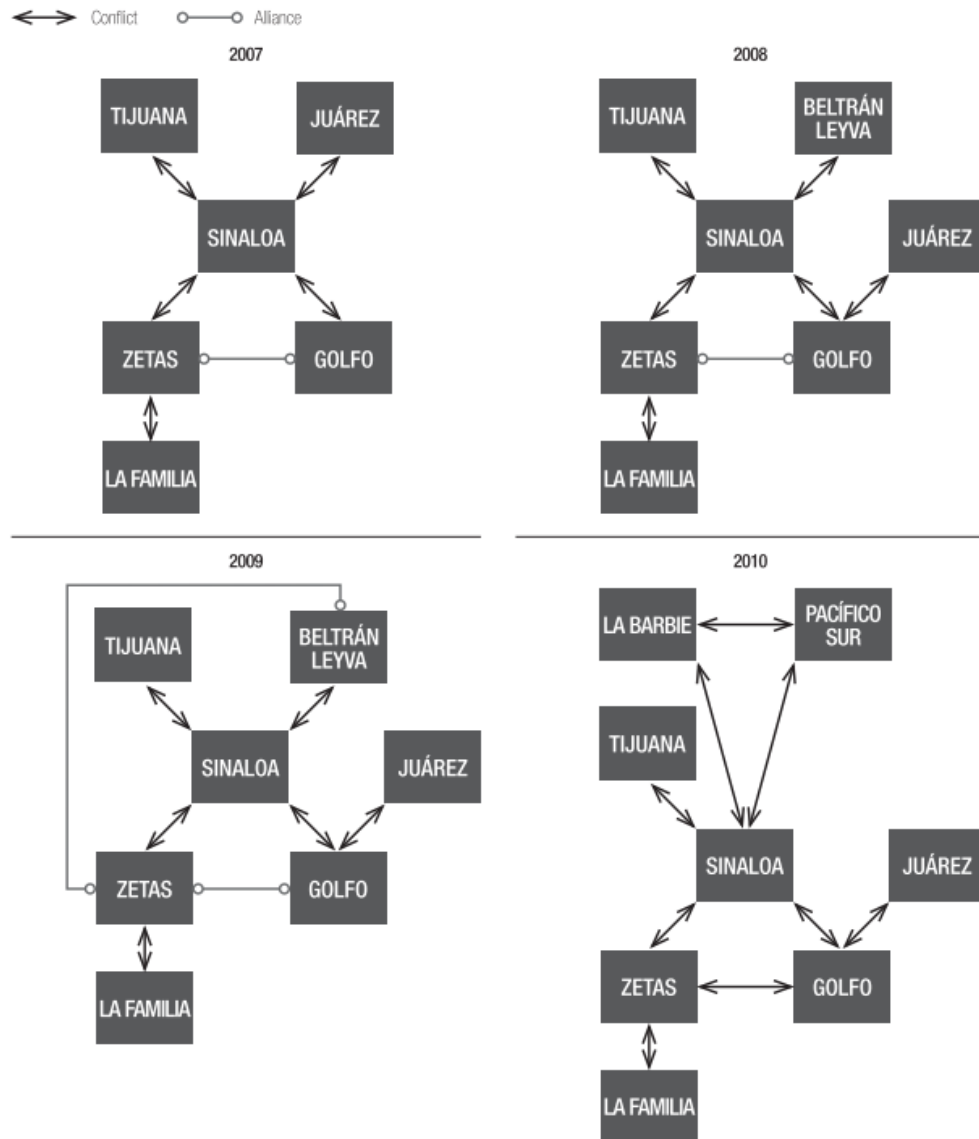 Conflict Alliance
2007
TIJUANA
JUÁREZ
SINALOA
ZETAS
GOLFO
LA FAMILIA
2008
TIJUANA
BELTRÁN
LEYVA
SINALOA
JUÁREZ
ZETAS
GOLFO
LA FAMILIA
2009
TIJUANA
BELTRÁN
LEYVA
SINALOA
JUÁREZ
ZETAS
GOLFO
LA FAMILIA
2010
LA BARBIE
PACÍFICO
SUR
TIJUANA
SINALOA
JUÁREZ
ZETAS
GOLFO
LA FAMILIA